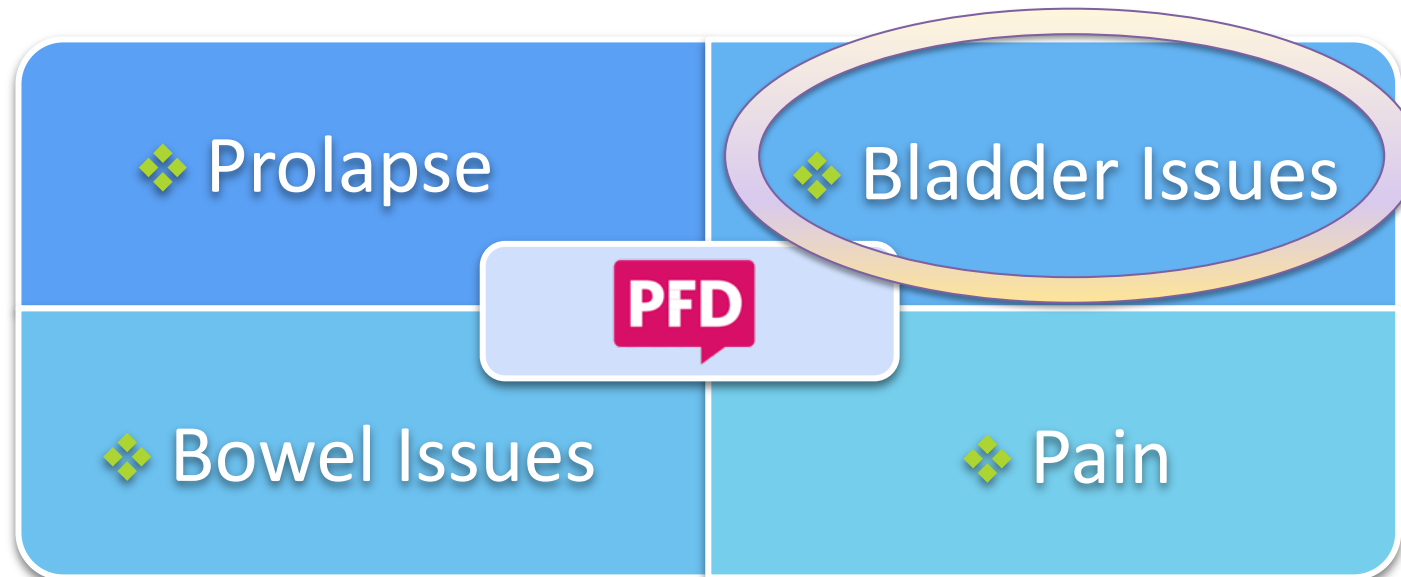 ❖ Prolapse
❖ Bladder Issues
PFD
❖ Bowel Issues
❖ Pain